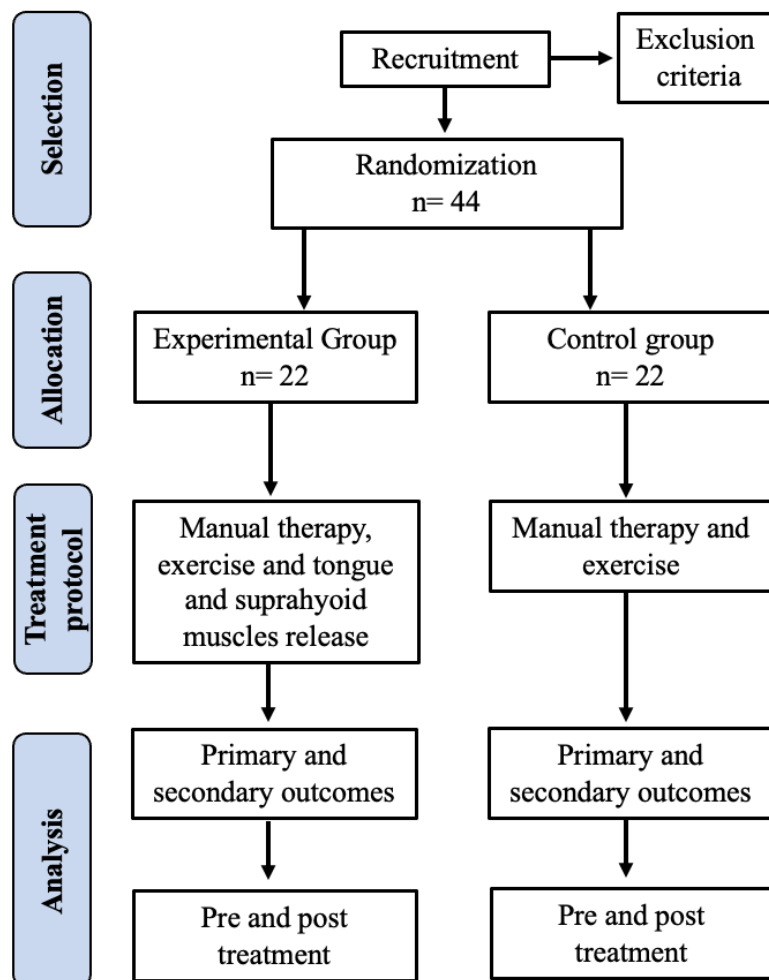 Selection
Recruitment
Exclusion
criteria
Randomization
n= 44
Allocation
Experimental Group
n= 22
Control group
n= 22
Treatment
protocol
Manual therapy,
exercise and tongue
and suprahyoid
muscles release
Manual therapy and
exercise
Analysis
Primary and
secondary outcomes
Primary and
secondary outcomes
Pre and post
treatment
Pre and post
treatment